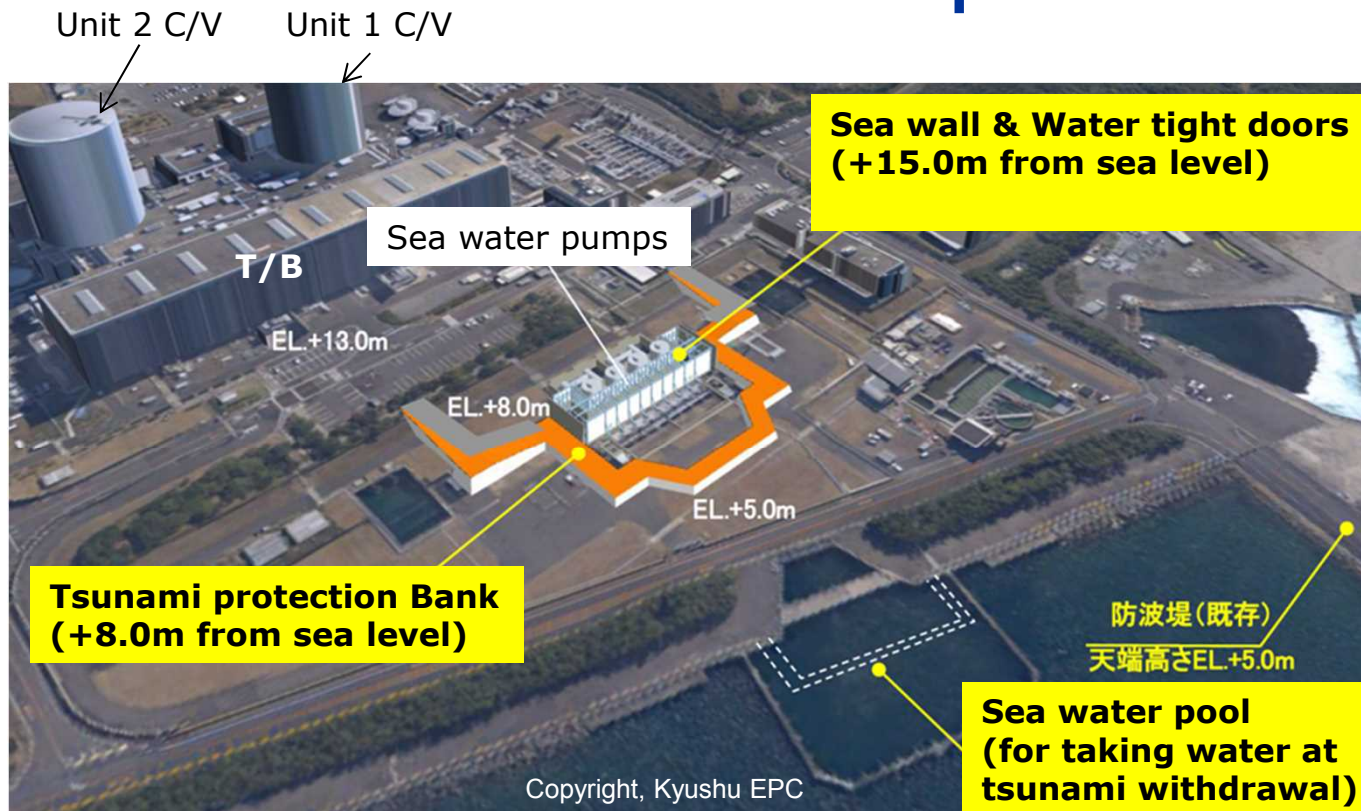 Unit 2 C/V
Unit 1 C/V
Sea wall & Water tight doors
(+15.0m from sea level)
Sea water pumps
T/B
EL.+13.0m
EL.+8.0m
EL.+5.0m
Tsunami protection Bank
(+8.0m from sea level)
防波堤(既存)
天端高さEL.+5.0m
Sea water pool
(for taking water at
tsunami withdrawal)
Copyright, Kyushu EPC